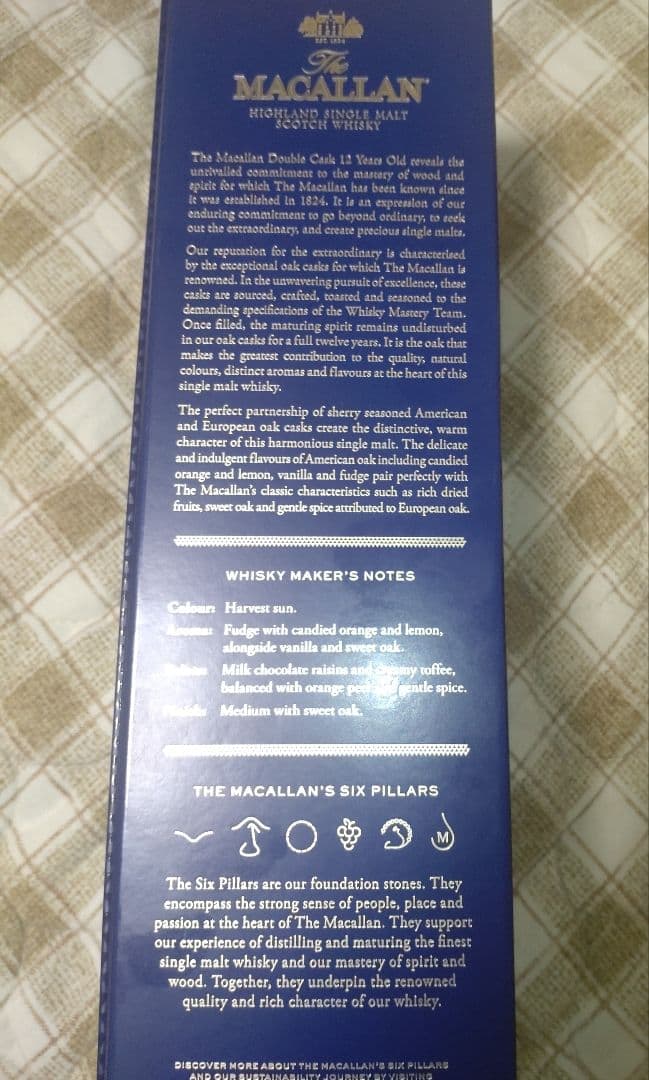 EST. 1824
The
MACALLAN
HIGHLAND SINGLE MALT
SCOTCH WHISKY
The Macallan Double Cask 12 Years Old reveals the
unrivalled commitment to the mastery of wood and
spirit for which The Macallan has been known since
it was established in 1824. It is an expression of our
enduring commitment to go beyond ordinary, to seek
out the extraordinary, and create precious single malts.
Our reputation for the extraordinary is characterised
by the exceptional oak casks for which The Macallan is
renowned. In the unwavering pursuit of excellence, these
casks are sourced, crafted, toasted and seasoned to the
demanding specifications of the Whisky Mastery Team.
Once filled, the maturing spirit remains undisturbed
in our oak casks for a full twelve years. It is the oak that
makes the greatest contribution to the quality, natural
colours, distinct aromas and flavours at the heart of this
single malt whisky.
The perfect partnership of sherry seasoned American
and European oak casks create the distinctive, warm
character of this harmonious single malt. The delicate
and indulgent flavours of American oak including candied
orange and lemon, vanilla and fudge pair perfectly with
The Macallan's classic characteristics such as rich dried
fruits, sweet oak and gentle spice attributed to European oak.
WHISKY MAKER'S NOTES
Colour: Harvest sun.
Aroma: Fudge with candied orange and lemon,
alongside vanilla and sweet oak.
Milk chocolate raisins and creamy toffee,
balanced with orange gentle spice.
Medium with sweet oak.
THE MACALLAN'S SIX PILLARS
M
The Six Pillars are our foundation stones. They
encompass the strong sense of people, place and
passion at the heart of The Macallan. They support
our experience of distilling and maturing the finest
single malt whisky and our mastery of spirit and
wood. Together, they underpin the renowned
quality and rich character of our whisky.
DISCOVER MORE ABOUT THE MACALLAN'S SIX PILLARS
AND OUR SUSTAINABILITY JOURNEY BY VISITING